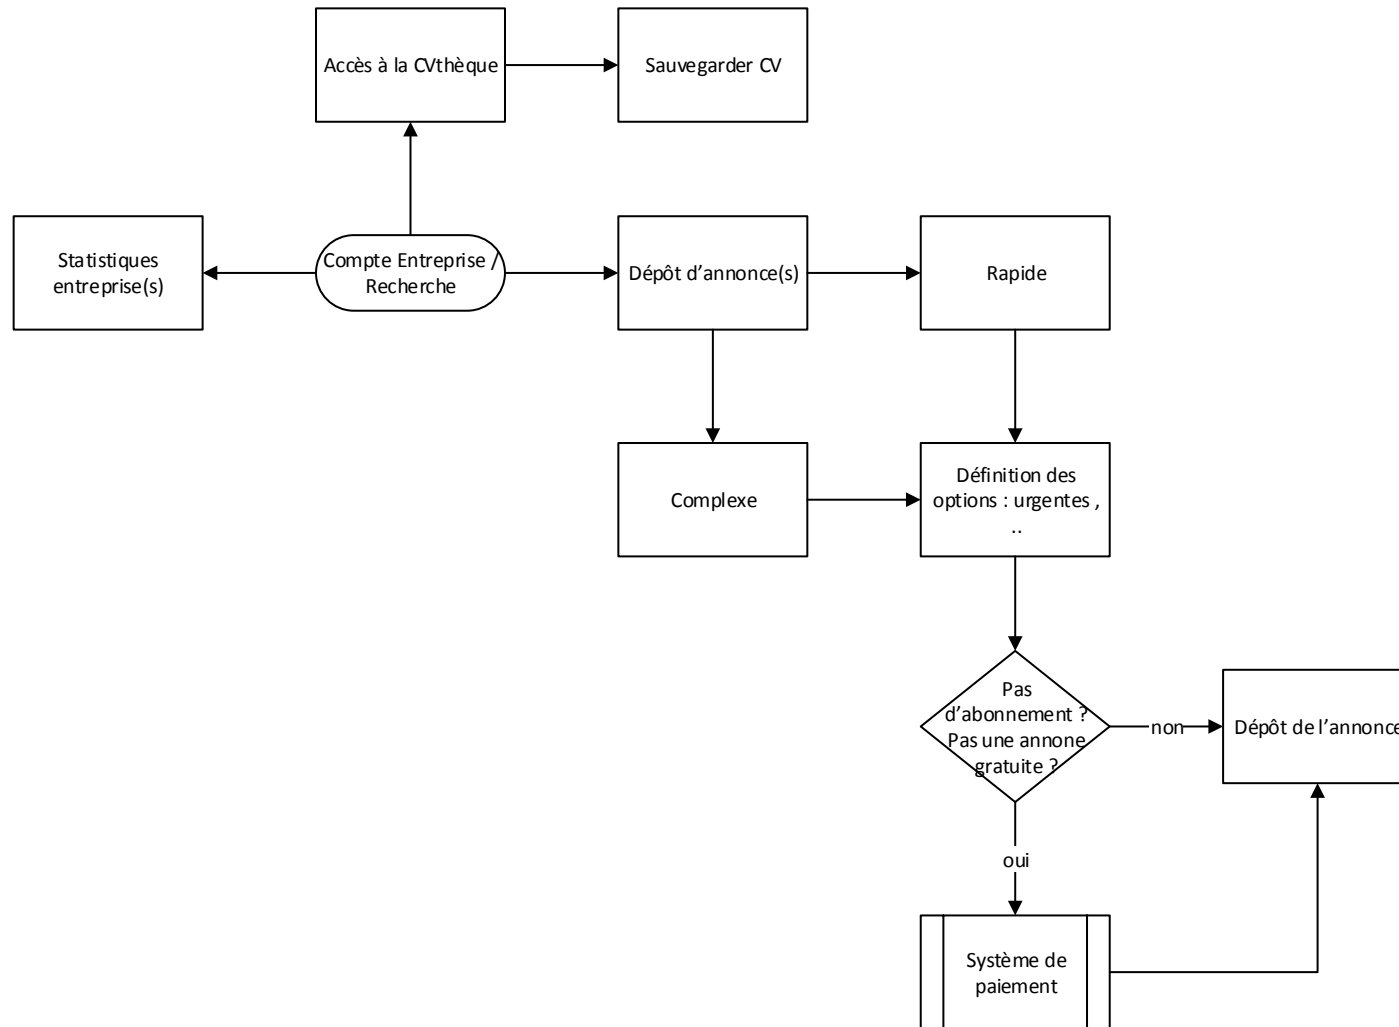 Accès à la CVthèque
Sauvegarder CV
Statistiques
entreprise(s)
Compte Entreprise /
Recherche
Dépôt d’annonce(s)
Rapide
Complexe
Définition des
options : urgentes ,
..
Pas
d’abonnement ?
Pas une annone
gratuite ?
non
Dépôt de l’annonce
oui
Système de
paiement